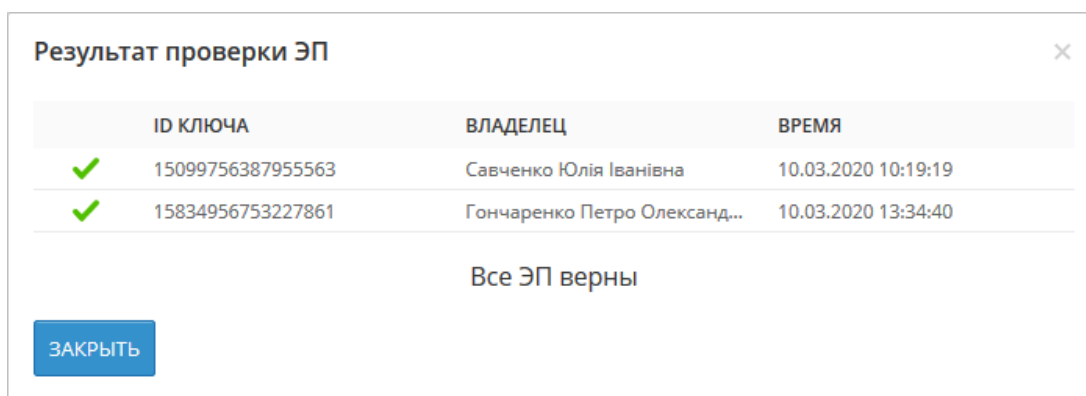 Результат проверки ЭП
ID КЛЮЧА ВЛАДЕЛЕЦ ВРЕМЯ
15099756387955563 Савченко Юлія Іванівна 10.03.2020 10:19:19
15834956753227861 Гончаренко Петро Олександ... 10.03.2020 13:34:40
Все ЭП верны
ЗАКРЫТЬ